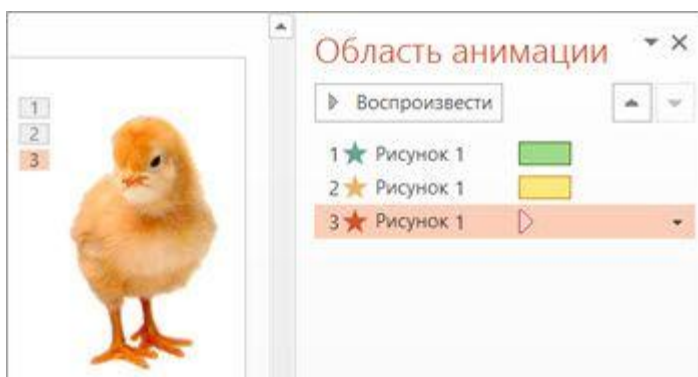 1
2
3
Область анимации
Воспроизвести
1 Рисунок 1
2 Рисунок 1
3 Рисунок 1